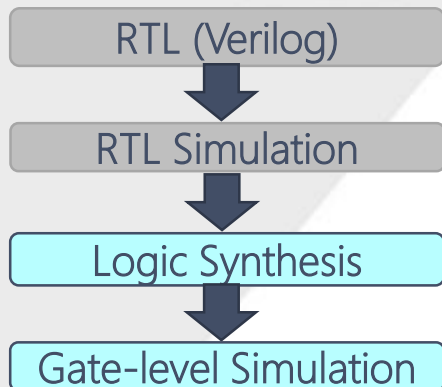 RTL (Verilog)
RTL Simulation
Logic Synthesis
Gate-level Simulation